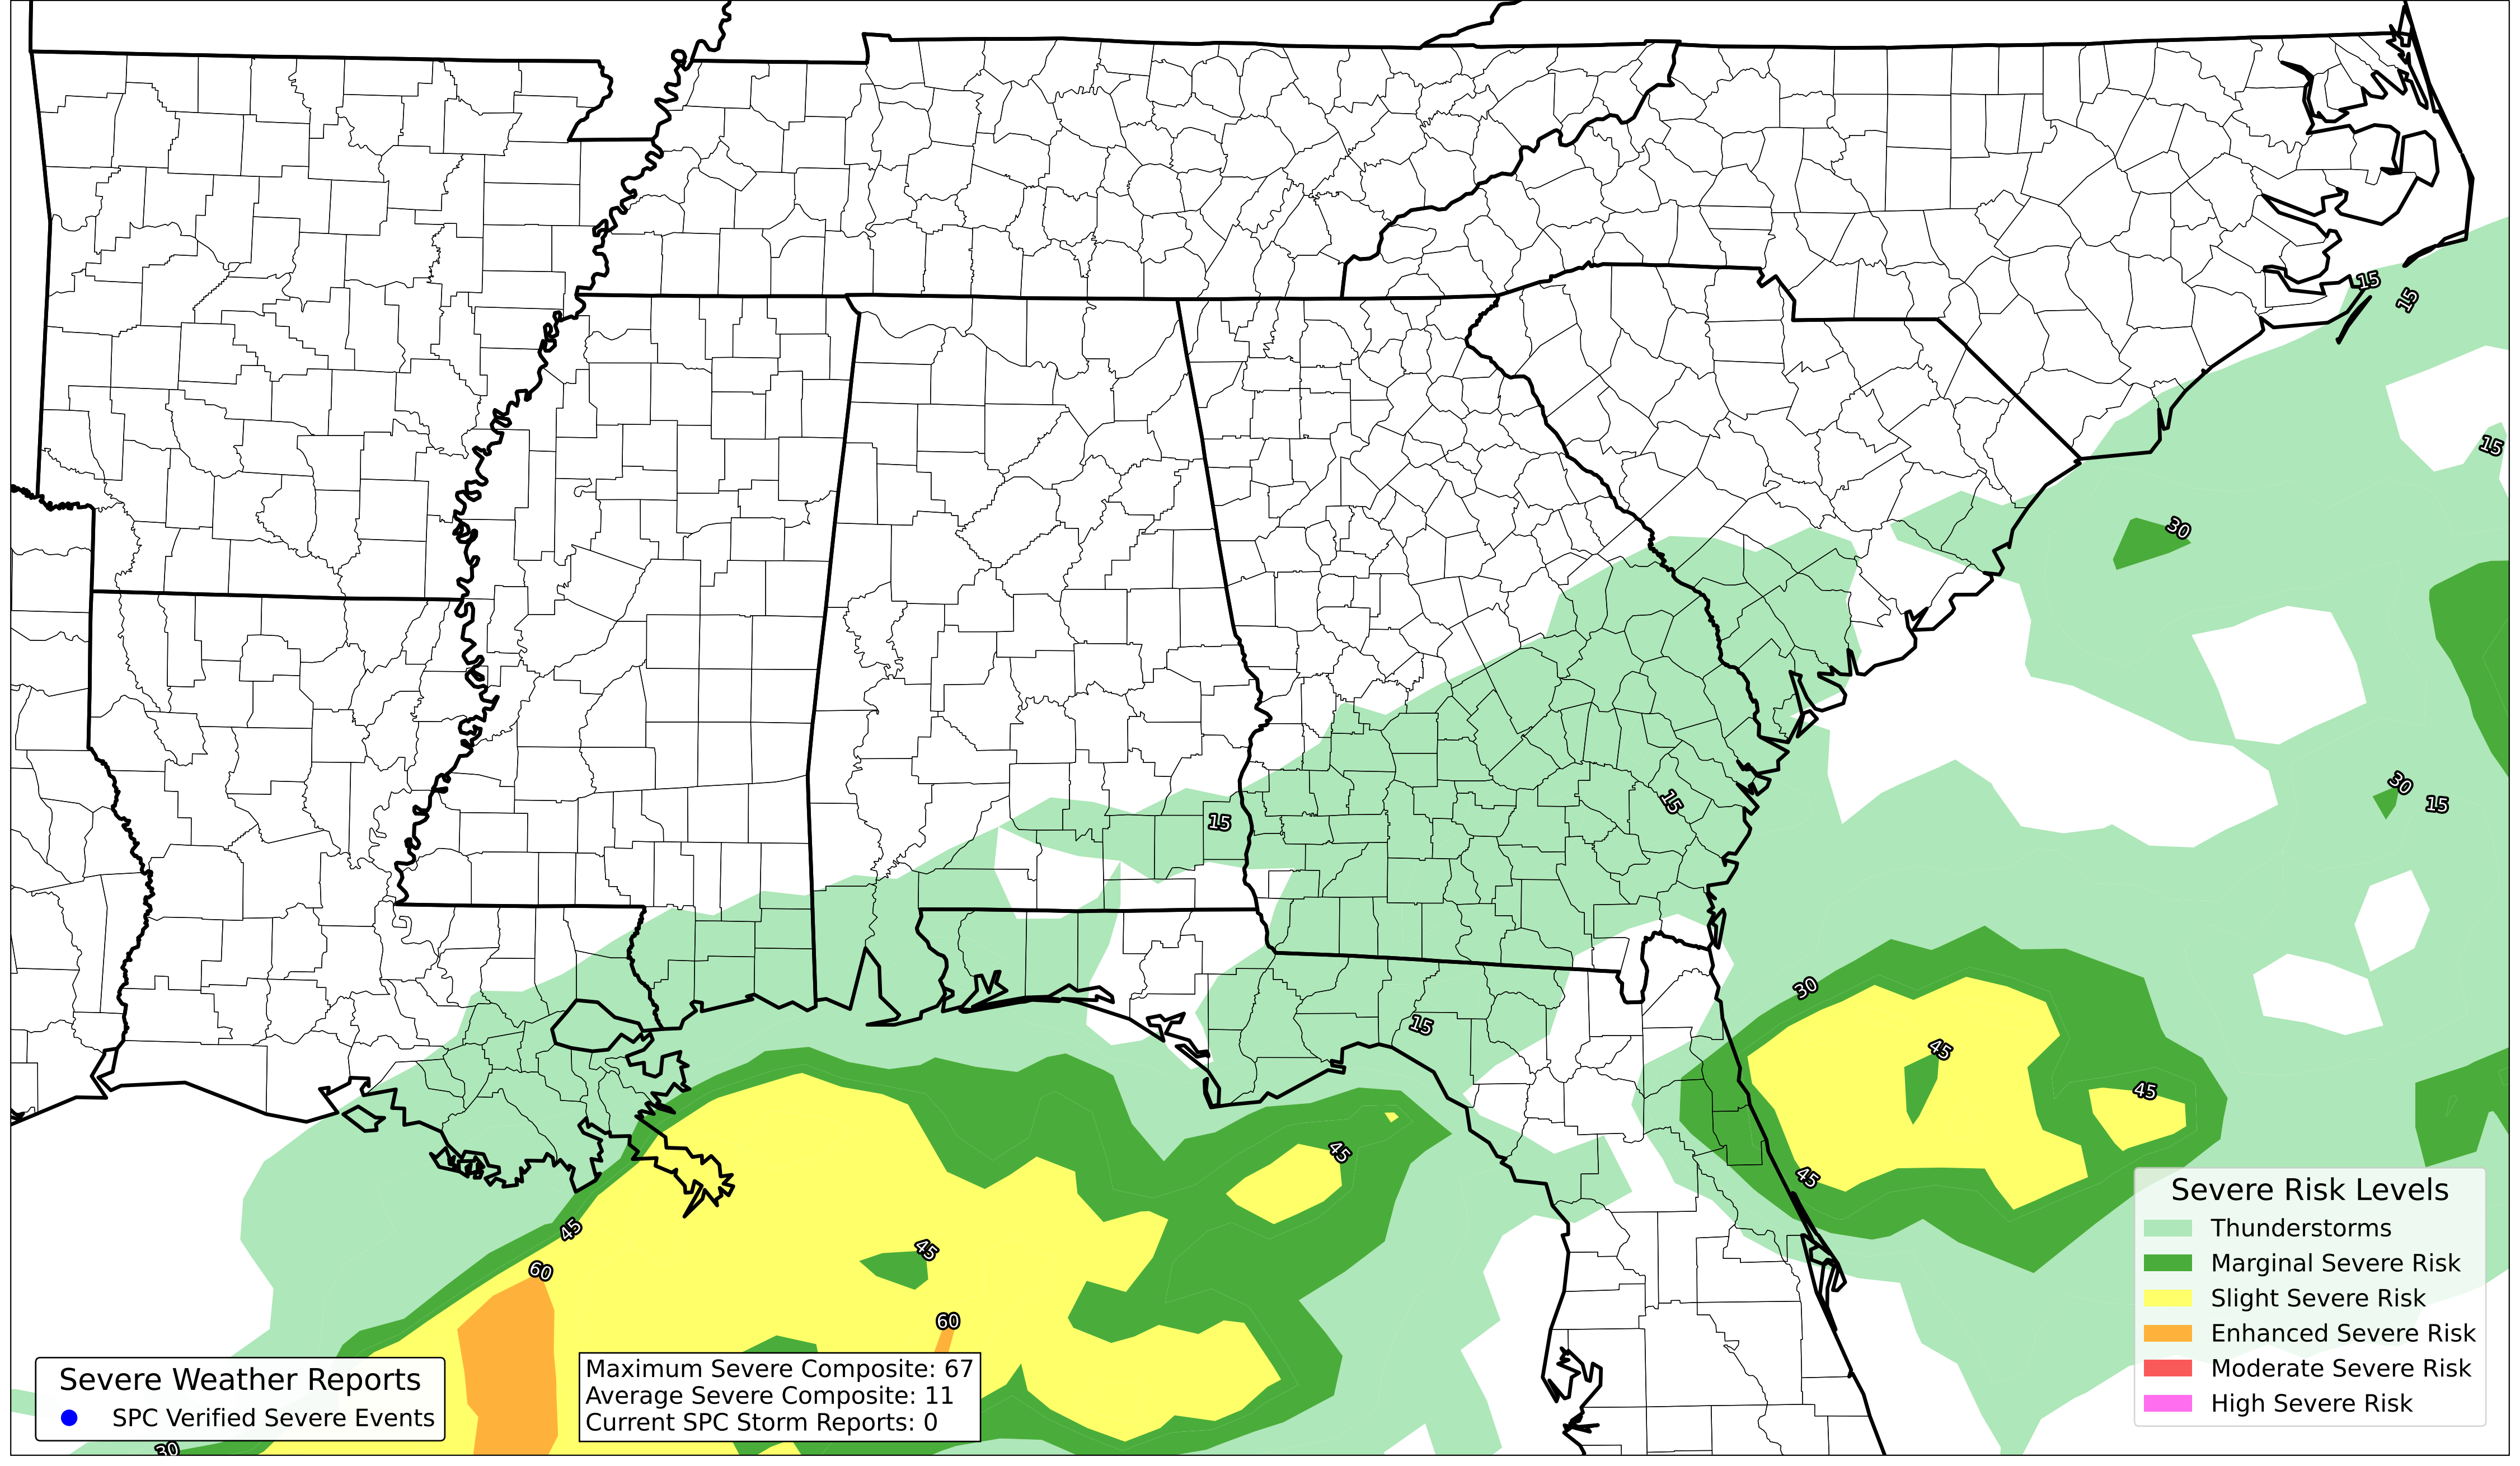 15
15
15
30
30
15
15
15
30
15
45
45
45
45
45
45
60
60
30
Severe Risk Levels
Thunderstorms
Marginal Severe Risk
Slight Severe Risk
Enhanced Severe Risk
Moderate Severe Risk
High Severe Risk
Severe Weather Reports
SPC Verified Severe Events
Maximum Severe Composite: 67
Average Severe Composite: 11
Current SPC Storm Reports: 0